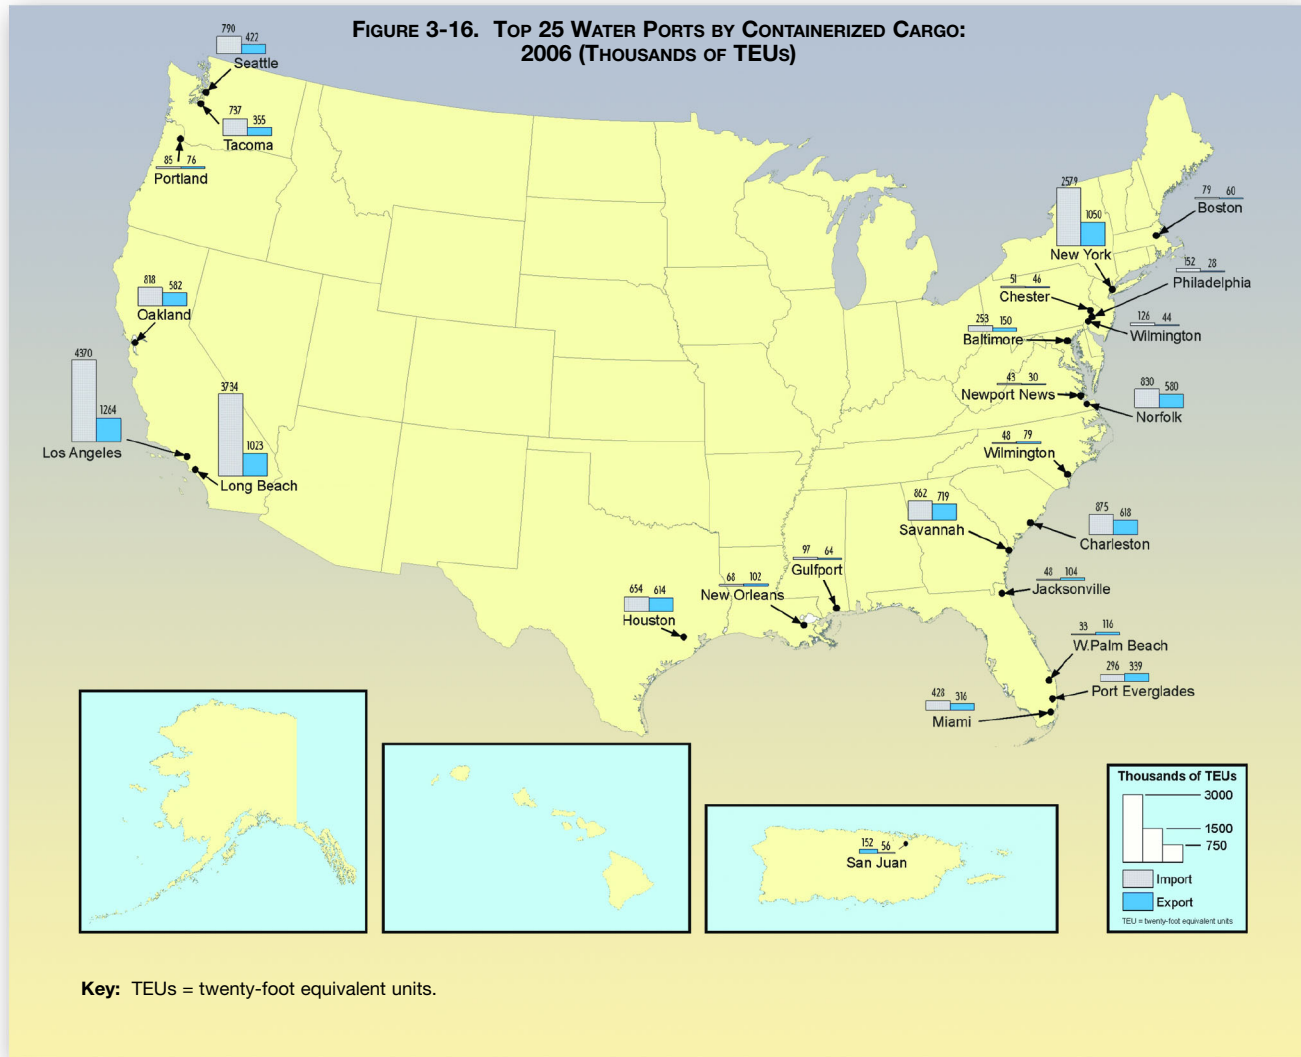 FIGURE 3-16. TOP 25 WATER PORTS BY CONTAINERIZED CARGO:
2006 (THOUSANDS OF TEUS)
790 422
Seattle
737 355
Tacoma
85 76
Portland
818 582
Oakland
4370
1264
Los Angeles
3734
1023
Long Beach
2579
1050
New York
79 60
Boston
152 28
Philadelphia
51 46
Chester
126 44
Wilmington
253 150
Baltimore
43 30
Newport News
830 580
Norfolk
48 79
Wilmington
862 719
Savannah
875 618
Charleston
97 64
Gulfport
68 102
New Orleans
654 614
Houston
48 104
Jacksonville
33 116
W.Palm Beach
296 339
Port Everglades
428 316
Miami
152 56
San Juan
Thousands of TEUs
3000
1500
750
Import
Export
TEU = twenty-foot equivalent units
Key: TEUs = twenty-foot equivalent units.